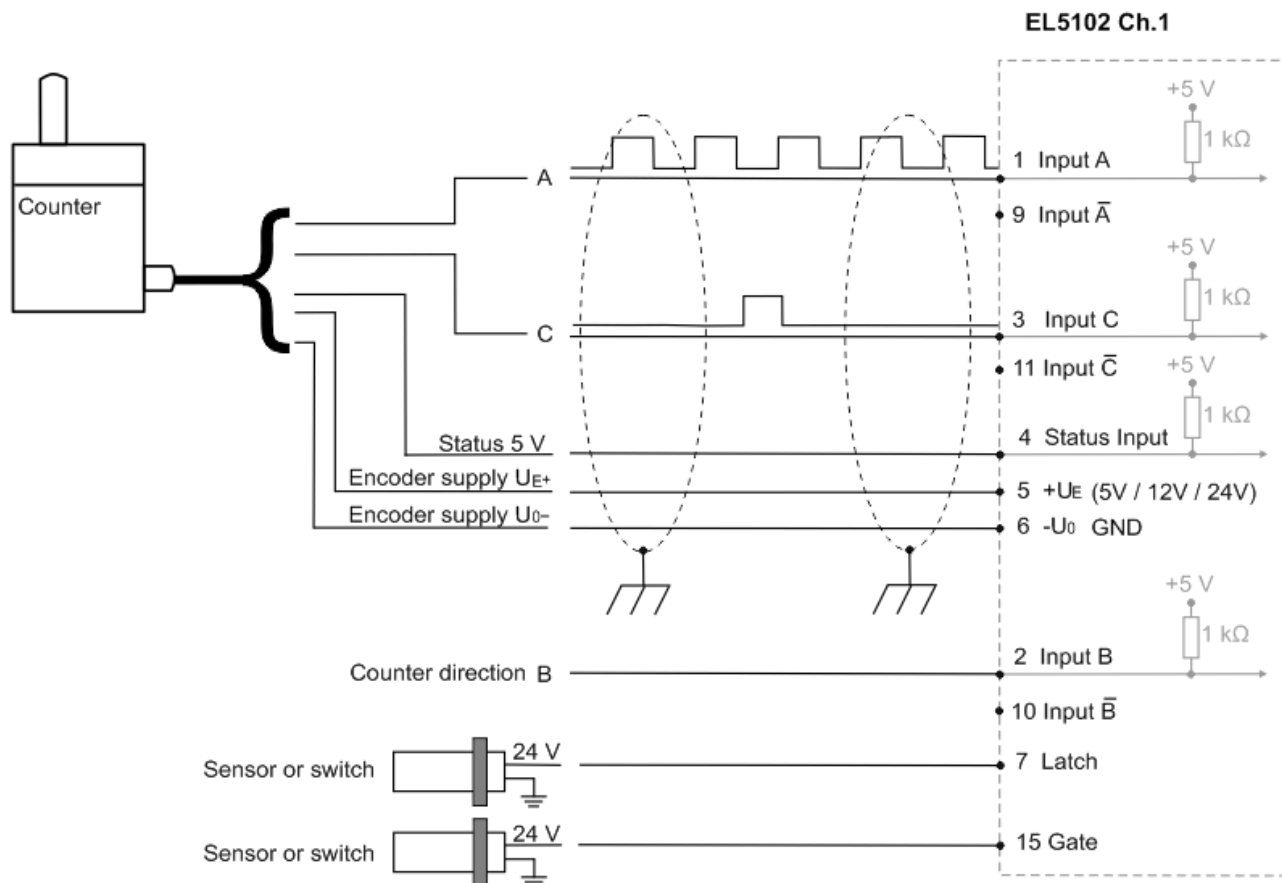 EL5102 Ch.1
+5 V
1 kΩ
1 Input A
A
Counter
9 Input A̅
+5 V
1 kΩ
3 Input C
C
11 Input C̅
+5 V
1 kΩ
Status 5 V
4 Status Input
Encoder supply UE+
5 +UE (5V / 12V / 24V)
Encoder supply U0–
6 -U0 GND
+5 V
1 kΩ
2 Input B
Counter direction B
10 Input B̅
24 V
Sensor or switch
7 Latch
24 V
Sensor or switch
15 Gate